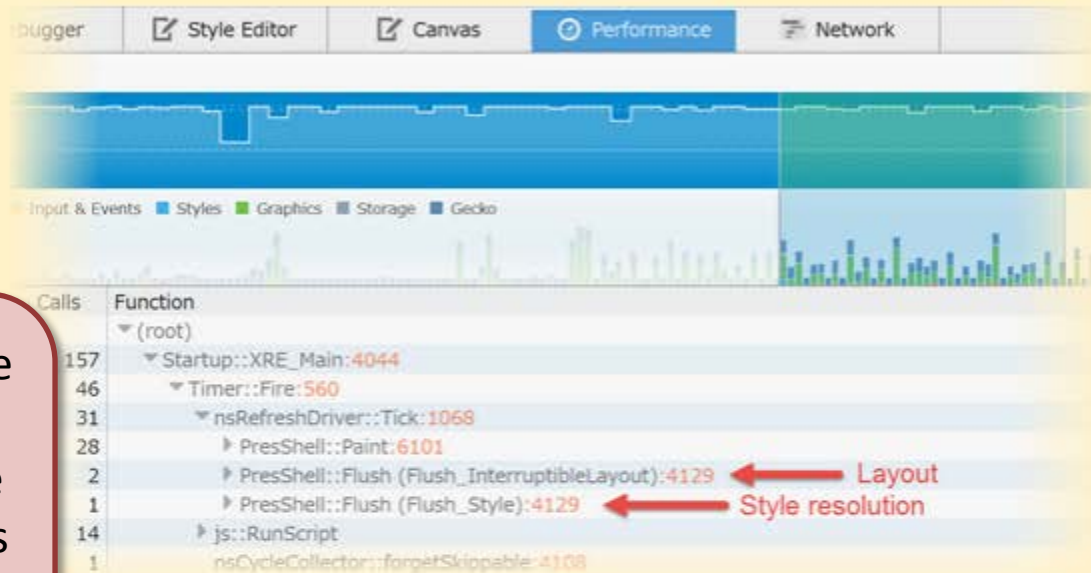 bugger Style Editor Canvas Performance Network
Input & Events Styles Graphics Storage Gecko
Calls Function
(root)
157 Startup::XRE_Main:4044
46 Timer::Fire:560
31 nsRefreshDriver::Tick:1068
28 PresShell::Paint:6101
2 PresShell::Flush (Flush_InterruptibleLayout):4129 Layout
1 PresShell::Flush (Flush_Style):4129 Style resolution
14 js::RunScript
1 nsCycleCollector::forgetSkippable:4108
e
e
s